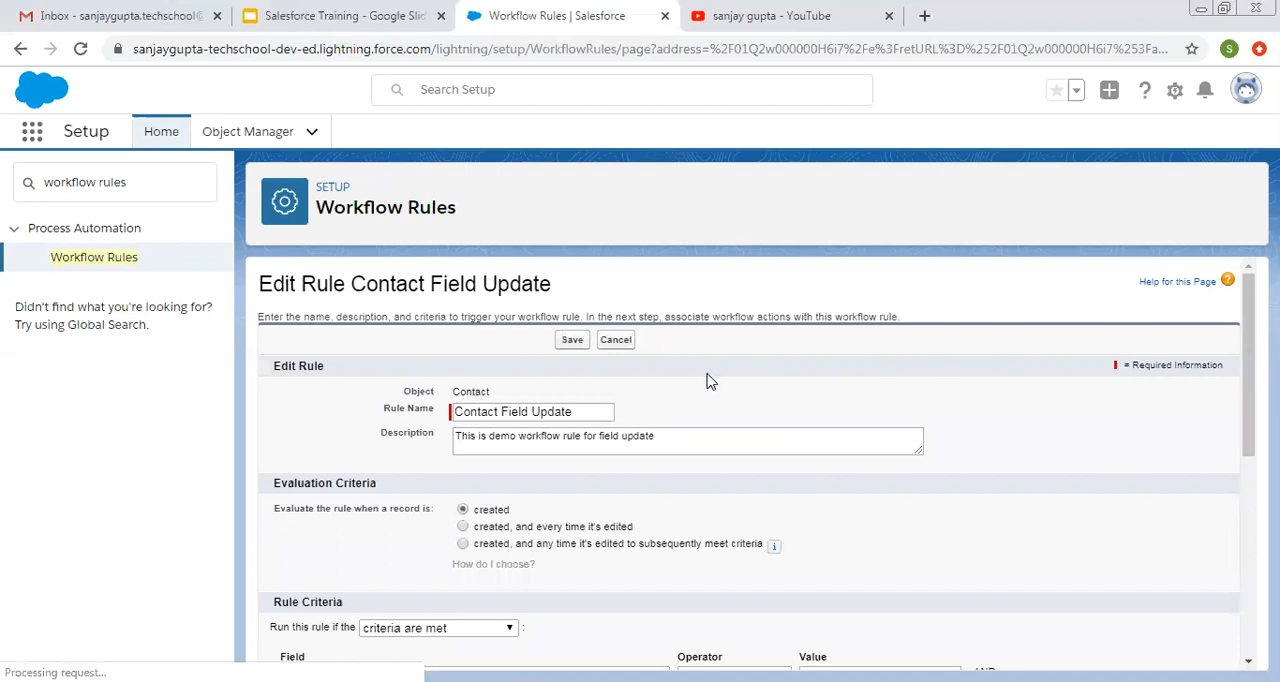 Inbox - sanjaygupta.techschool@
Salesforce Training - Google Slid
Workflow Rules | Salesforce
sanjay gupta - YouTube
sanjaygupta-techschool-dev-ed.lightning.force.com/lightning/setup/WorkflowRules/page?address=%2F01Q2w000000H6i7%2Fe%3FretURL%3D%252F01Q2w000000H6i7%253Fa...
S
Search Setup
Setup
Home
Object Manager
workflow rules
Process Automation
Workflow Rules
Didn't find what you're looking for?
Try using Global Search.
SETUP
Workflow Rules
Edit Rule Contact Field Update
Help for this Page ?
Enter the name, description, and criteria to trigger your workflow rule. In the next step, associate workflow actions with this workflow rule.
Save Cancel
Edit Rule
= Required Information
Object Contact
Rule Name Contact Field Update
Description This is demo workflow rule for field update
Evaluation Criteria
Evaluate the rule when a record is: created
created, and every time it's edited
created, and any time it's edited to subsequently meet criteria i
How do I choose?
Rule Criteria
Run this rule if the criteria are met :
Field Operator Value
Processing request...